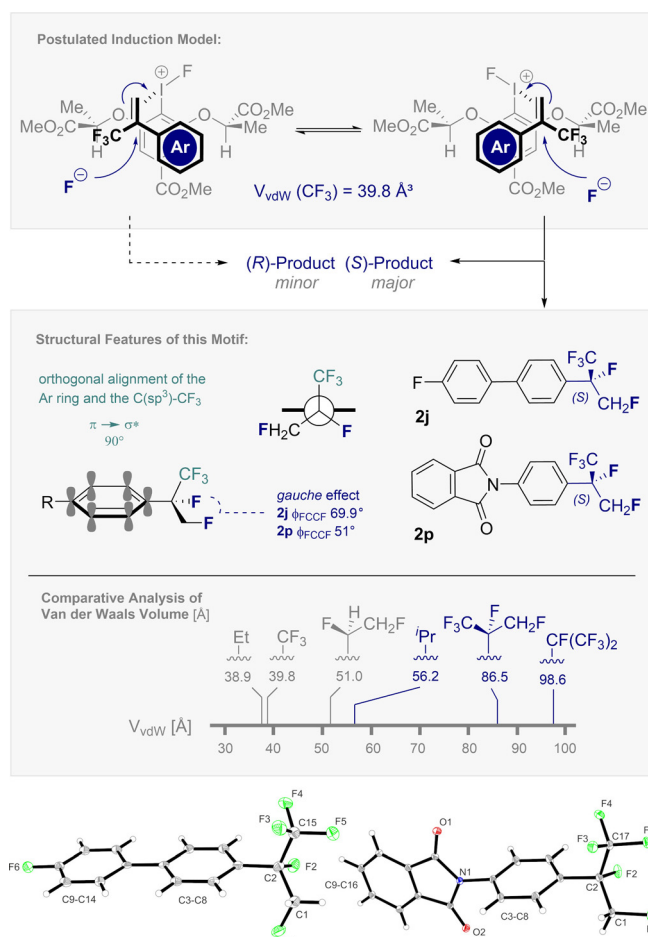 Postulated Induction Model:
⊕ F
I
Me O O CO₂Me
MeO₂C F₃C Me
H Ar H
F⊖ CO₂Me
F ⊕
I
Me O O CO₂Me
MeO₂C CF₃ Me
H Ar H
CO₂Me F⊖
VvdW (CF₃) = 39.8 Å³
(R)-Product (S)-Product
minor major
Structural Features of this Motif:
orthogonal alignment of the
Ar ring and the C(sp³)-CF₃
π → σ*
90°
CF₃
FH₂C F
F₃C F
F (S) CH₂F
2j
R CF₃
F
F
gauche effect
2j ϕFCCF 69.9°
2p ϕFCCF 51°
O F₃C F
N (S) CH₂F
O
2p
Comparative Analysis of
Van der Waals Volume [Å]
Et CF₃ F H CH₂F ⁱPr F₃C F CH₂F CF(CF₃)₂
38.9 39.8 51.0 56.2 86.5 98.6
VvdW [Å]
30 40 50 60 70 80 90 100
F4
F3 C15 F5
F6 C2 F2
C9-C14 C3-C8 C1
F4
O1 F3 C17
C9-C16 N1 C2 F2
C3-C8 C1
O2